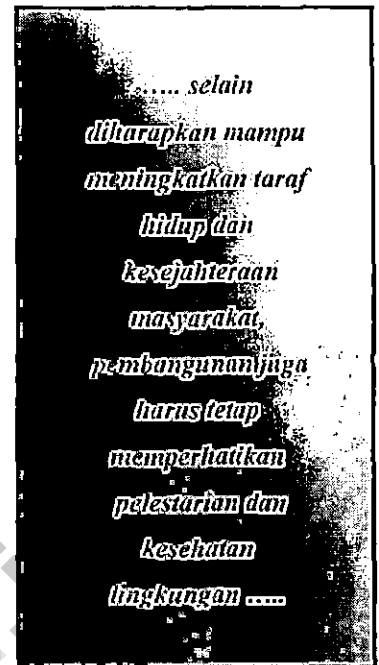 ..... selain
diharapkan mampu
meningkatkan taraf
hidup dan
kesejahteraan
masyarakat,
pembangunan juga
harus tetap
memperhatikan
pelestarian dan
kesehatan
lingkungan .....